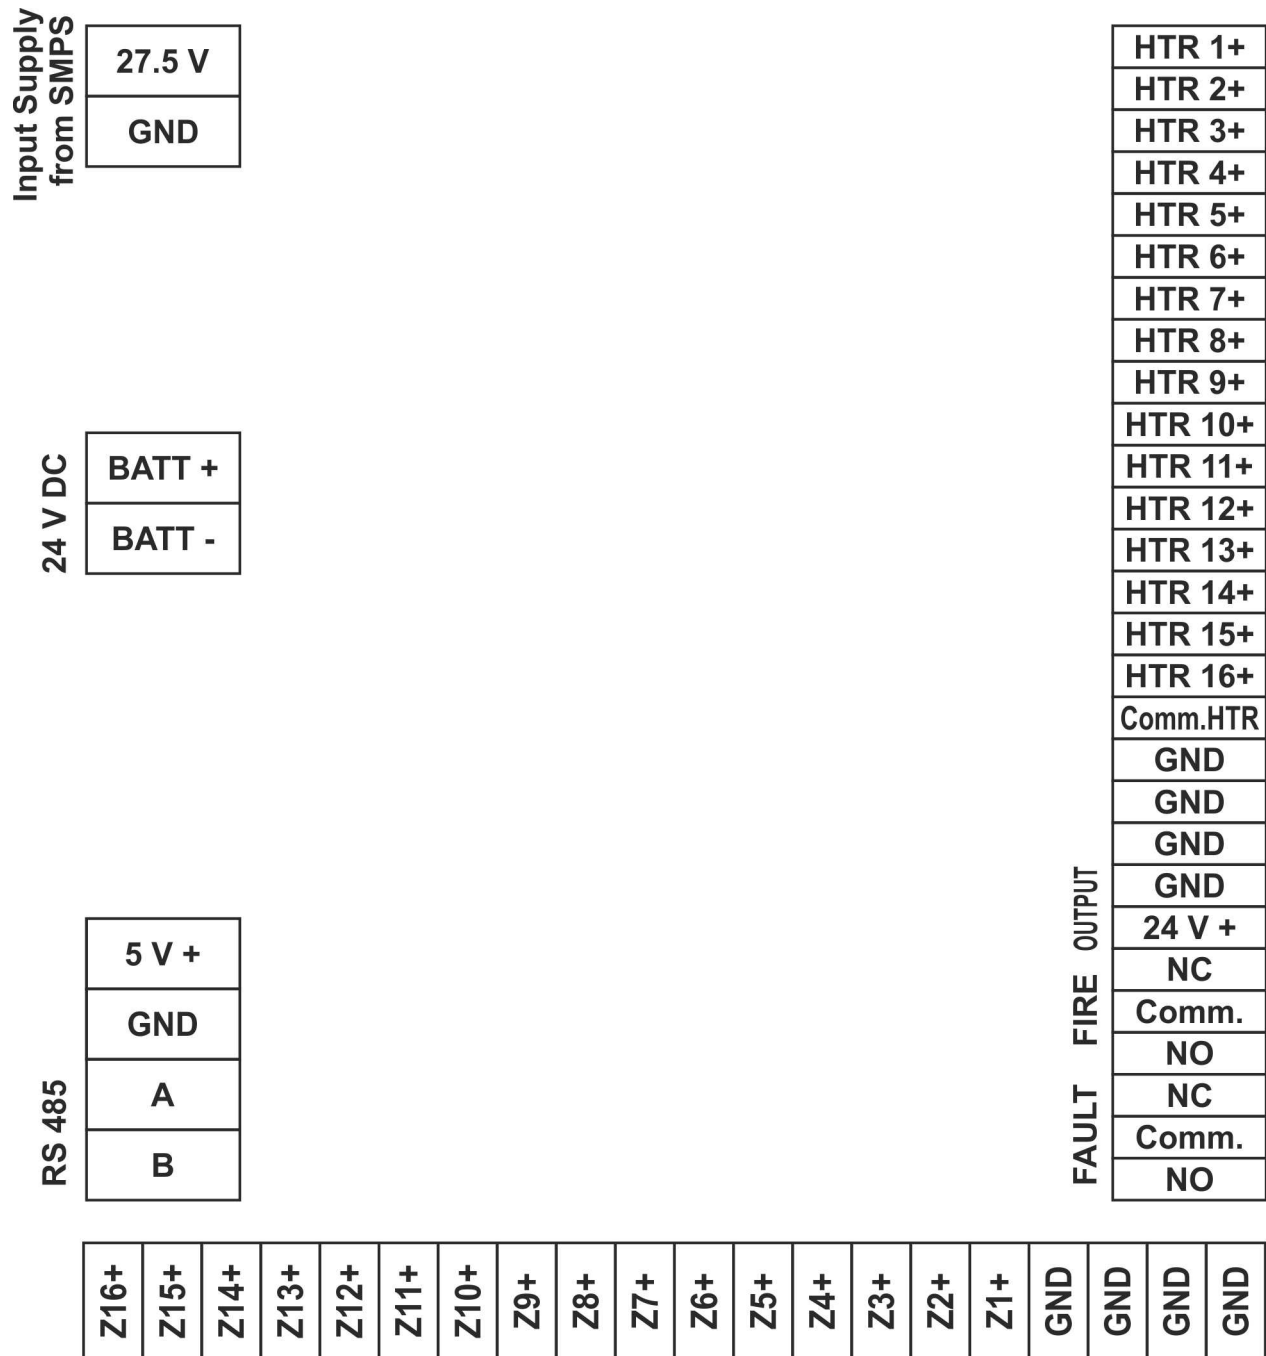 Input Supply
from SMPS
27.5 V
GND
24 V DC
BATT +
BATT -
RS 485
5 V +
GND
A
B
HTR 1+
HTR 2+
HTR 3+
HTR 4+
HTR 5+
HTR 6+
HTR 7+
HTR 8+
HTR 9+
HTR 10+
HTR 11+
HTR 12+
HTR 13+
HTR 14+
HTR 15+
HTR 16+
Comm.HTR
GND
GND
GND
GND
OUTPUT
24 V +
FIRE
NC
Comm.
NO
FAULT
NC
Comm.
NO
Z16+
Z15+
Z14+
Z13+
Z12+
Z11+
Z10+
Z9+
Z8+
Z7+
Z6+
Z5+
Z4+
Z3+
Z2+
Z1+
GND
GND
GND
GND